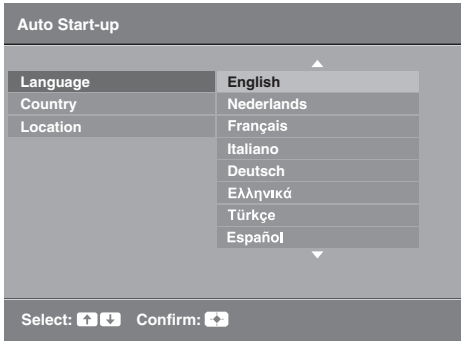 Auto Start-up
Language
English
Country
Nederlands
Location
Français
Italiano
Deutsch
Ελληνικά
Türkçe
Español
Select: Confirm: